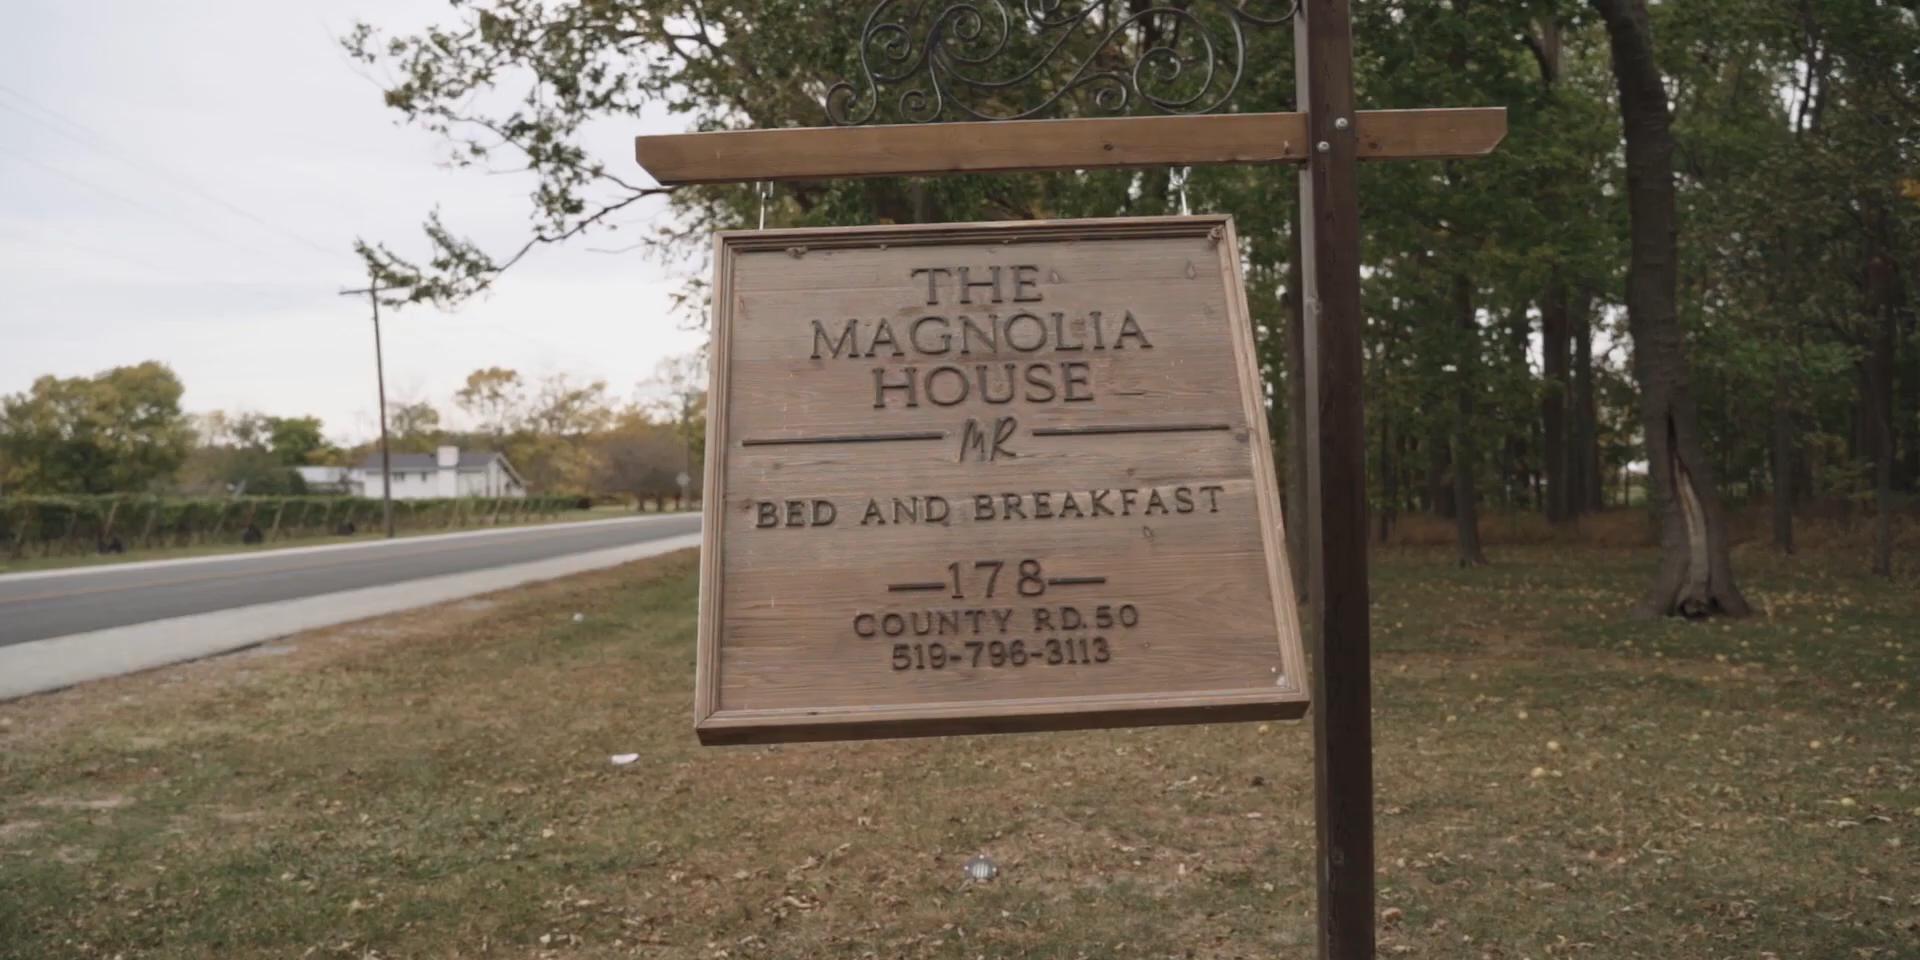 THE
MAGNOLIA
HOUSE
MR
BED AND BREAKFAST
—178—
COUNTY RD. 50
519-796-3113